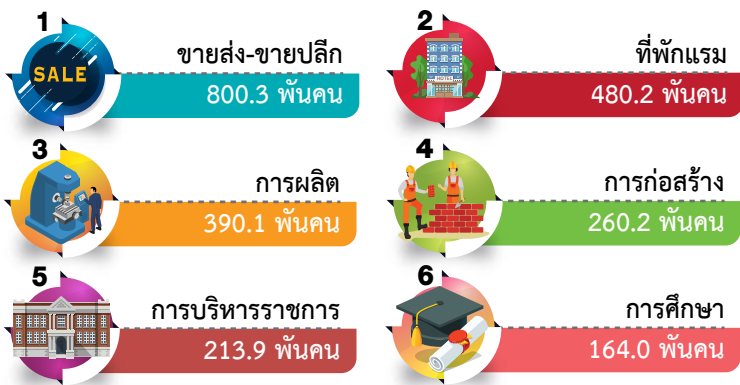 1
SALE
ขายส่ง-ขายปลีก
800.3 พันคน
2
HOTEL
ที่พักแรม
480.2 พันคน
3
การผลิต
390.1 พันคน
4
การก่อสร้าง
260.2 พันคน
5
การบริหารราชการ
213.9 พันคน
6
การศึกษา
164.0 พันคน